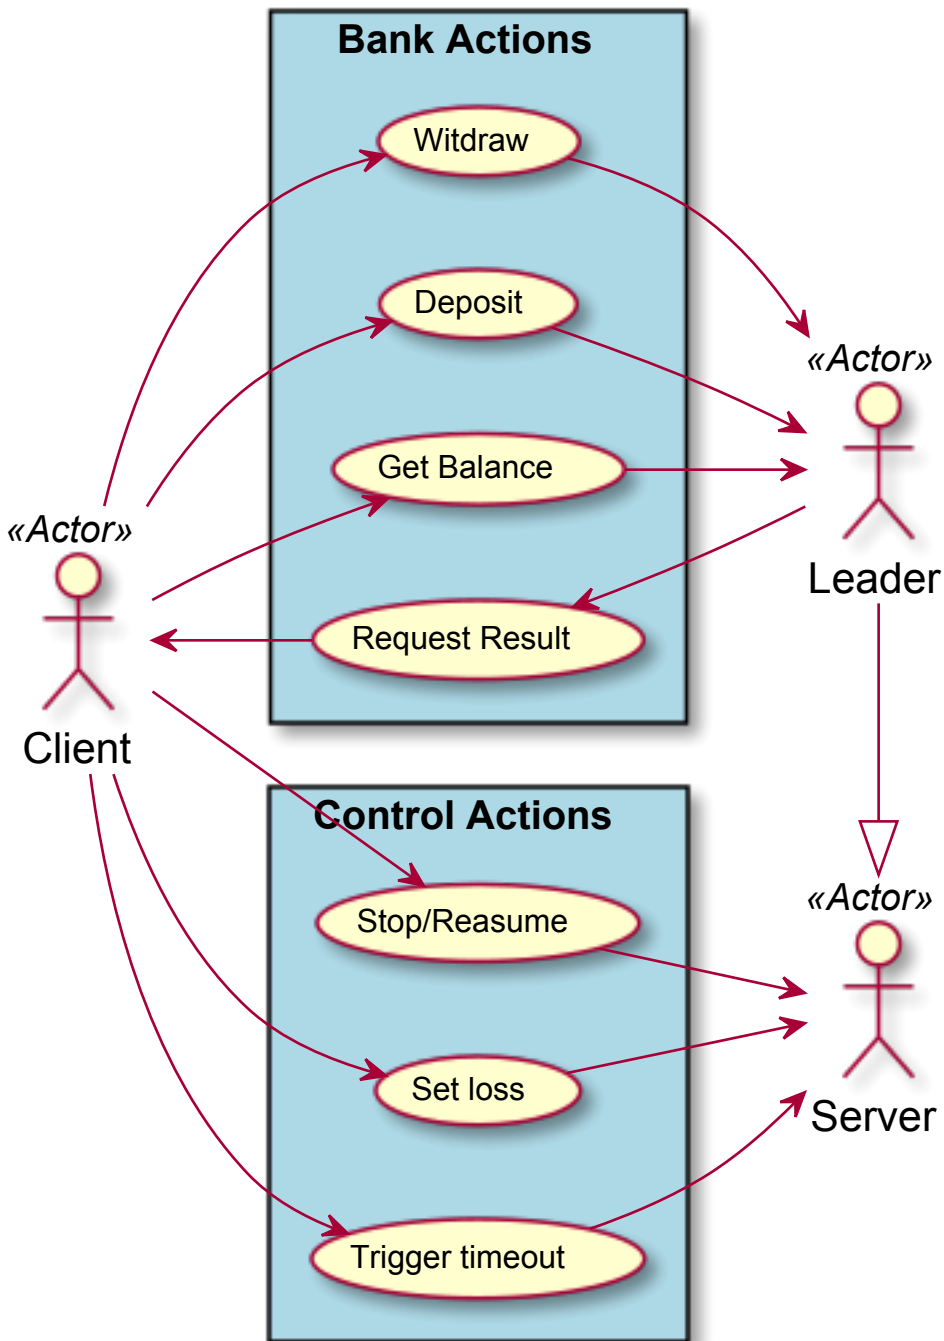 Bank Actions
Witdraw
Deposit
«Actor»
Get Balance
«Actor»
Leader
Request Result
Client
Control Actions
«Actor»
Stop/Reasume
Set loss
Server
Trigger timeout